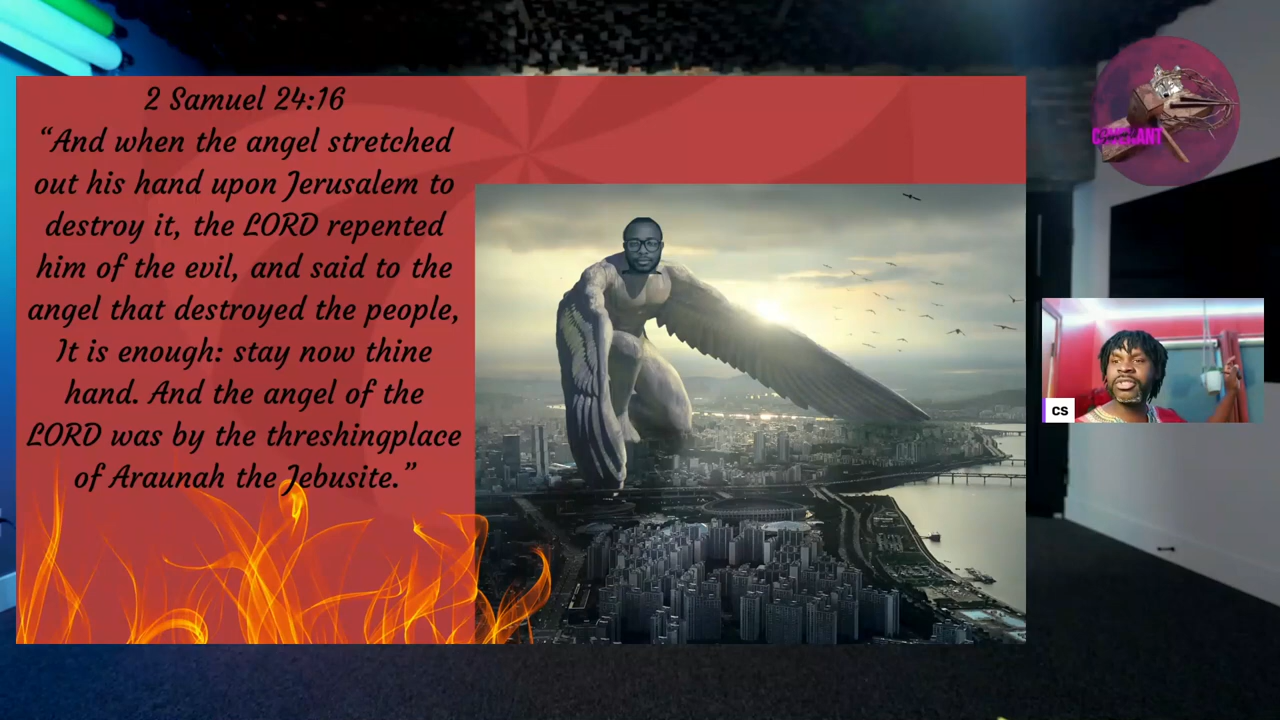 2 Samuel 24:16
“And when the angel stretched
out his hand upon Jerusalem to
destroy it, the LORD repented
him of the evil, and said to the
angel that destroyed the people,
It is enough: stay now thine
hand. And the angel of the
LORD was by the threshingplace
of Araunah the Jebusite.”
CS